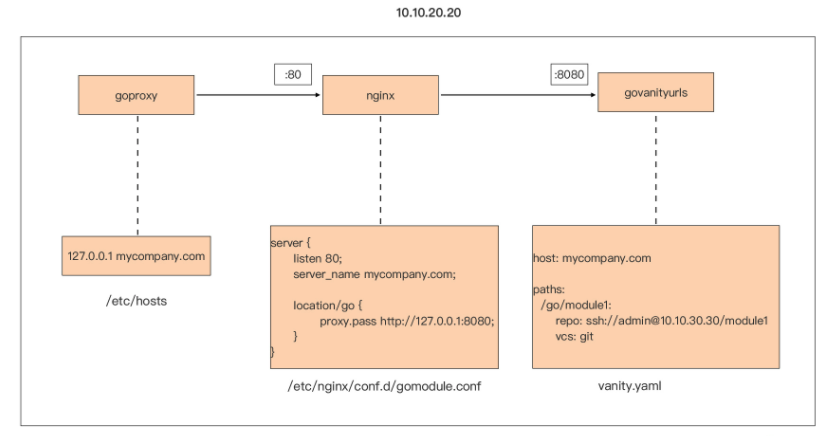 10.10.20.20
:80
:8080
goproxy
nginx
govanityurls
127.0.0.1 mycompany.com
/etc/hosts
server {
listen 80;
server_name mycompany.com;
location/go {
proxy.pass http://127.0.0.1:8080;
}
}
/etc/nginx/conf.d/gomodule.conf
host: mycompany.com
paths:
/go/module1:
repo: ssh://admin@10.10.30.30/module1
vcs: git
vanity.yaml